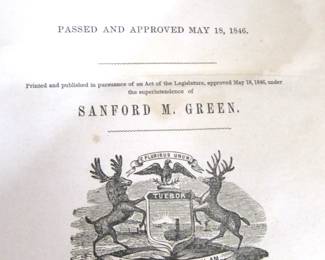 PASSED AND APPROVED MAY 18, 1846.
Printed and published in pursuance of an Act of the Legislature, approved May 18, 1846, under
the superintendence of
SANFORD M. GREEN.
E PLURIBUS UNUM
TUEBOR